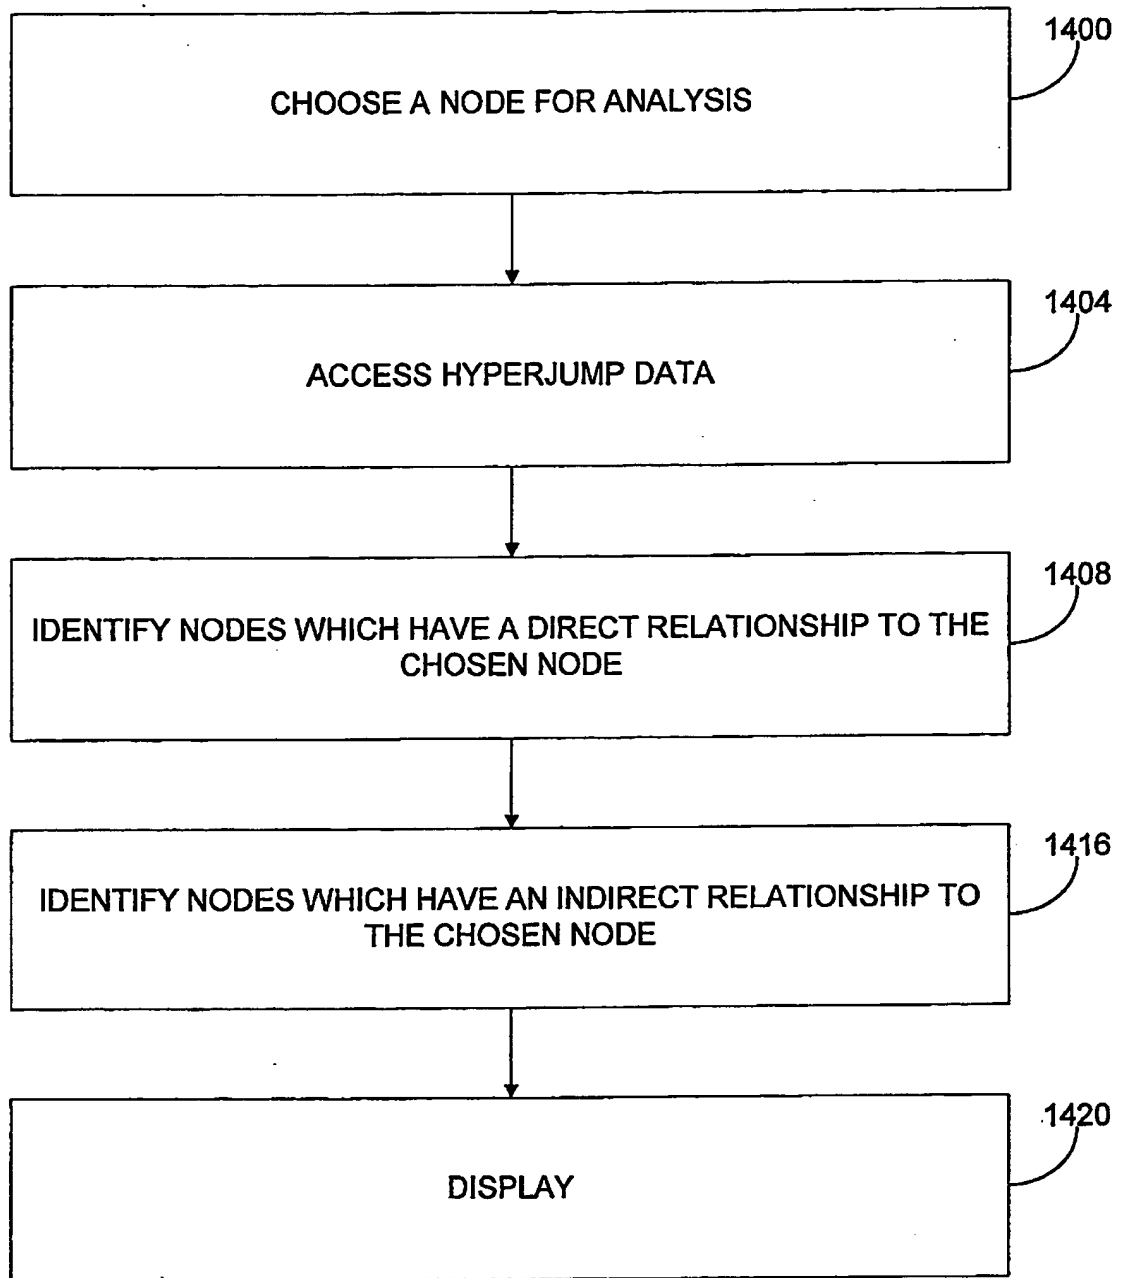 1400
CHOOSE A NODE FOR ANALYSIS
1404
ACCESS HYPERJUMP DATA
1408
IDENTIFY NODES WHICH HAVE A DIRECT RELATIONSHIP TO THE
CHOSEN NODE
1416
IDENTIFY NODES WHICH HAVE AN INDIRECT RELATIONSHIP TO
THE CHOSEN NODE
1420
DISPLAY